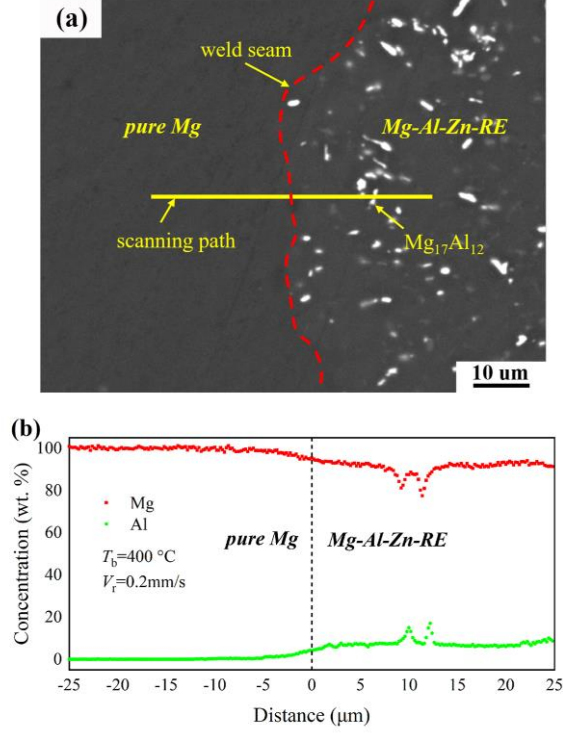 (a)
weld seam
pure Mg
Mg-Al-Zn-RE
scanning path
Mg17Al12
10 um
(b)
Concentration (wt. %)
100
80
60
40
20
0
Mg
Al
Tb=400 °C
Vr=0.2mm/s
pure Mg
Mg-Al-Zn-RE
-25 -20 -15 -10 -5 0 5 10 15 20 25
Distance (μm)